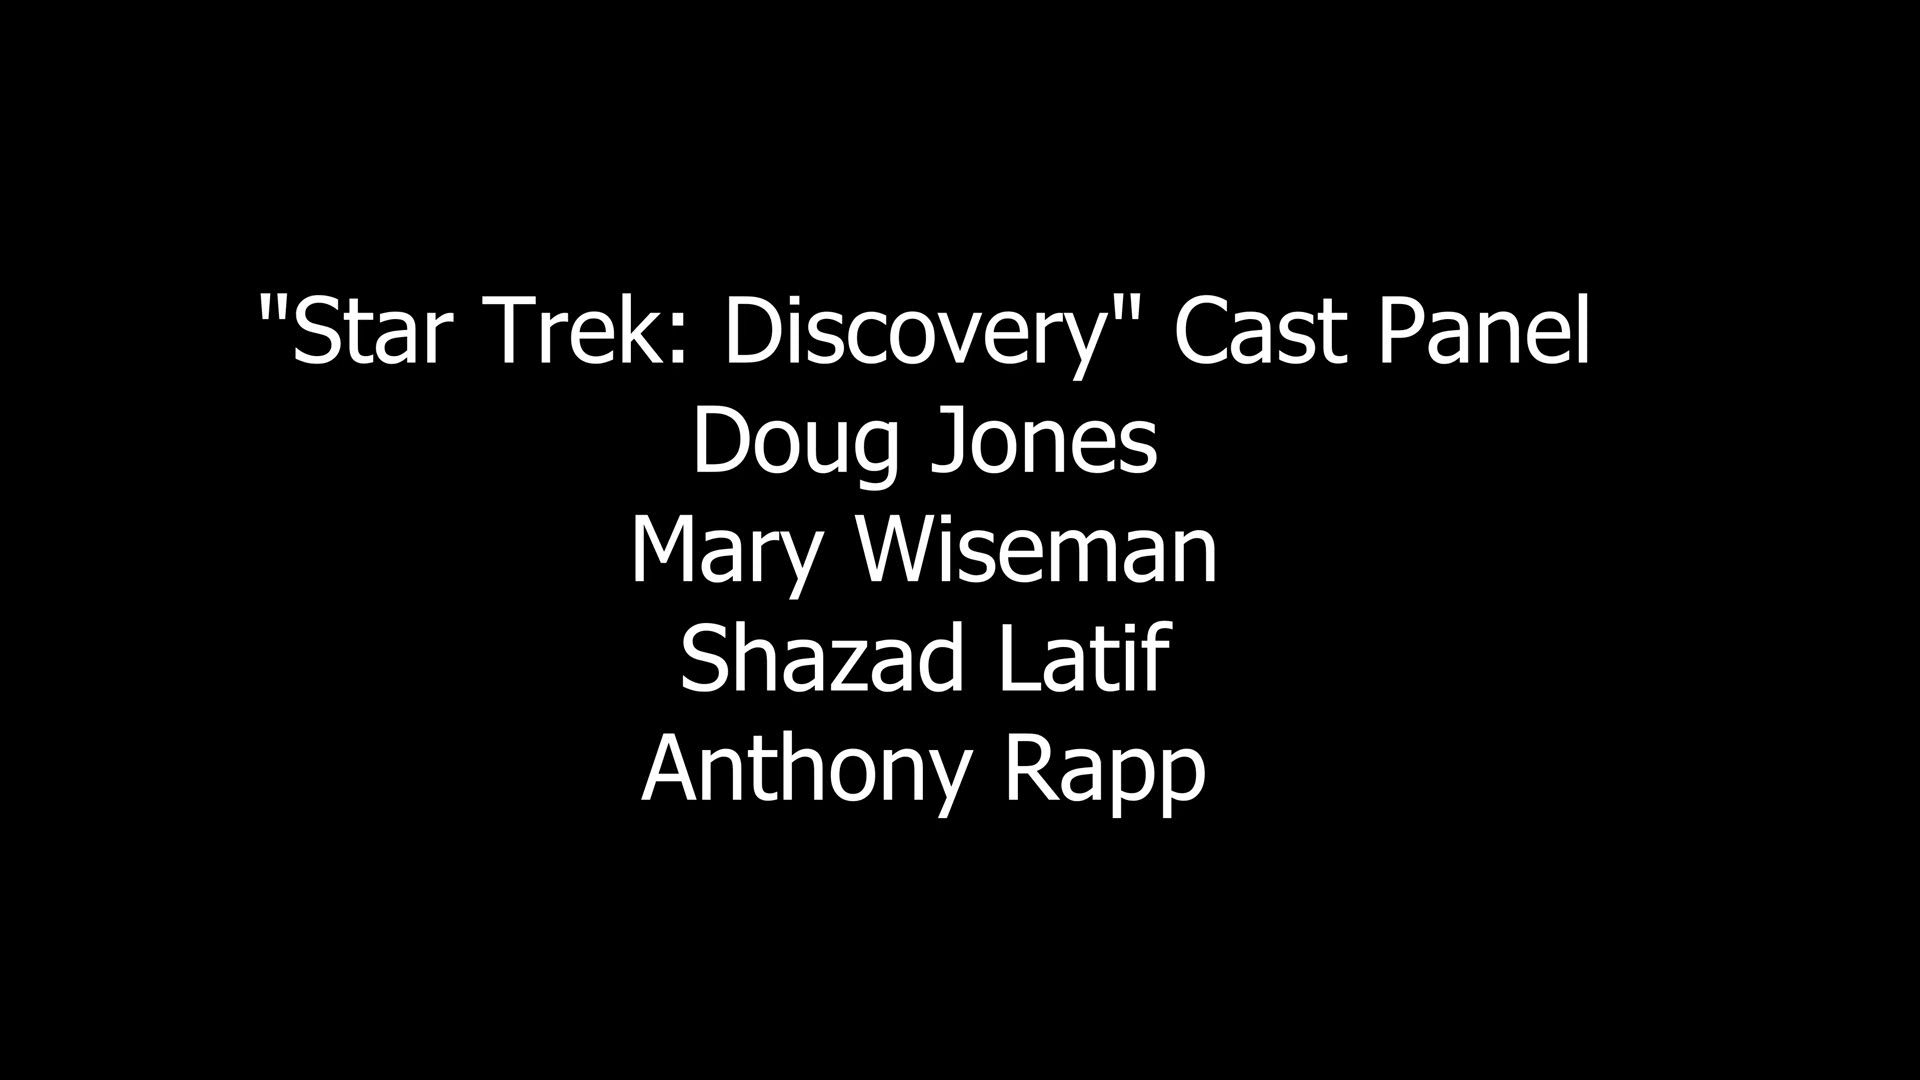 "Star Trek: Discovery" Cast Panel
Doug Jones
Mary Wiseman
Shazad Latif
Anthony Rapp